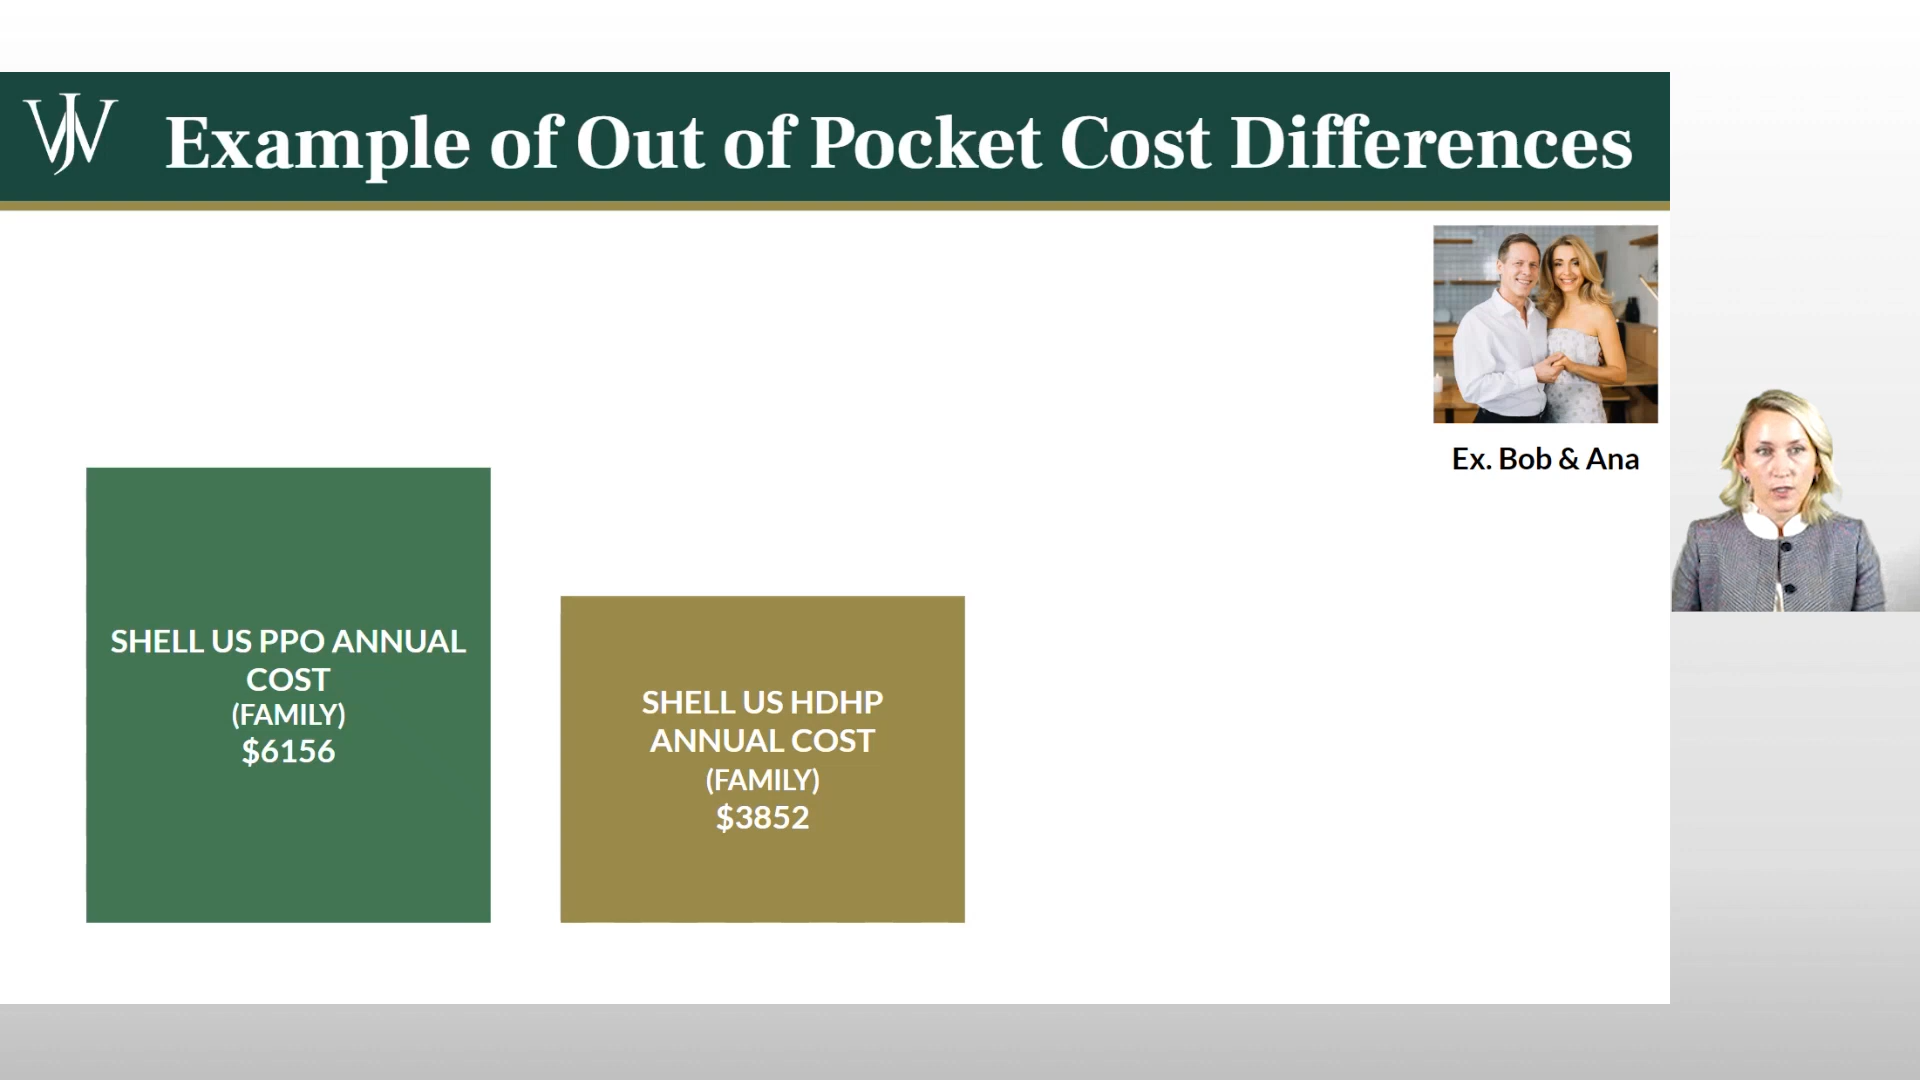 WJ
Example of Out of Pocket Cost Differences
Ex. Bob & Ana
SHELL US PPO ANNUAL
COST
(FAMILY)
$6156
SHELL US HDHP
ANNUAL COST
(FAMILY)
$3852